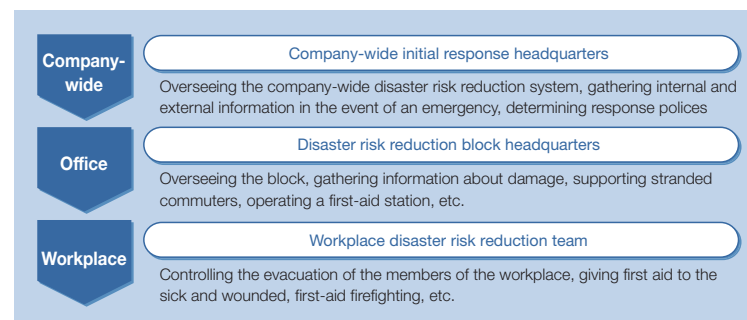 Company-
wide
Company-wide initial response headquarters
Overseeing the company-wide disaster risk reduction system, gathering internal and
external information in the event of an emergency, determining response polices
Office
Disaster risk reduction block headquarters
Overseeing the block, gathering information about damage, supporting stranded
commuters, operating a first-aid station, etc.
Workplace
Workplace disaster risk reduction team
Controlling the evacuation of the members of the workplace, giving first aid to the
sick and wounded, first-aid firefighting, etc.